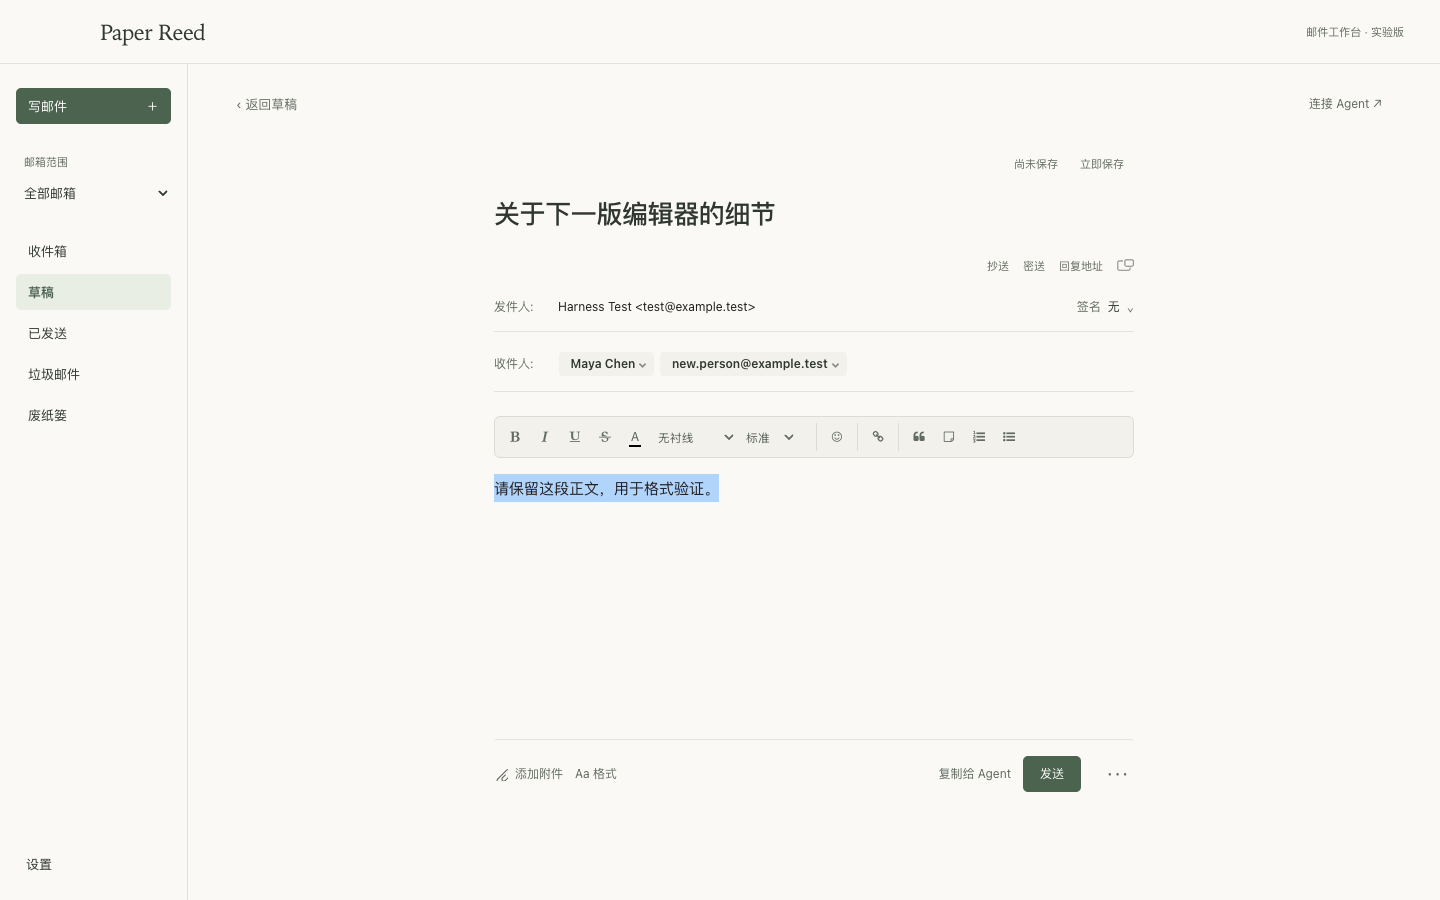 Paper Reed
邮件工作台 · 实验版
写邮件 +
邮箱范围
全部邮箱
收件箱
草稿
已发送
垃圾邮件
废纸篓
设置
‹ 返回草稿
连接 Agent ↗
尚未保存 立即保存
关于下一版编辑器的细节
抄送 密送 回复地址
发件人: Harness Test <test@example.test> 签名 无
收件人: Maya Chen new.person@example.test
B I U S A 无衬线 标准
请保留这段正文，用于格式验证。
添加附件 Aa 格式 复制给 Agent 发送 ···